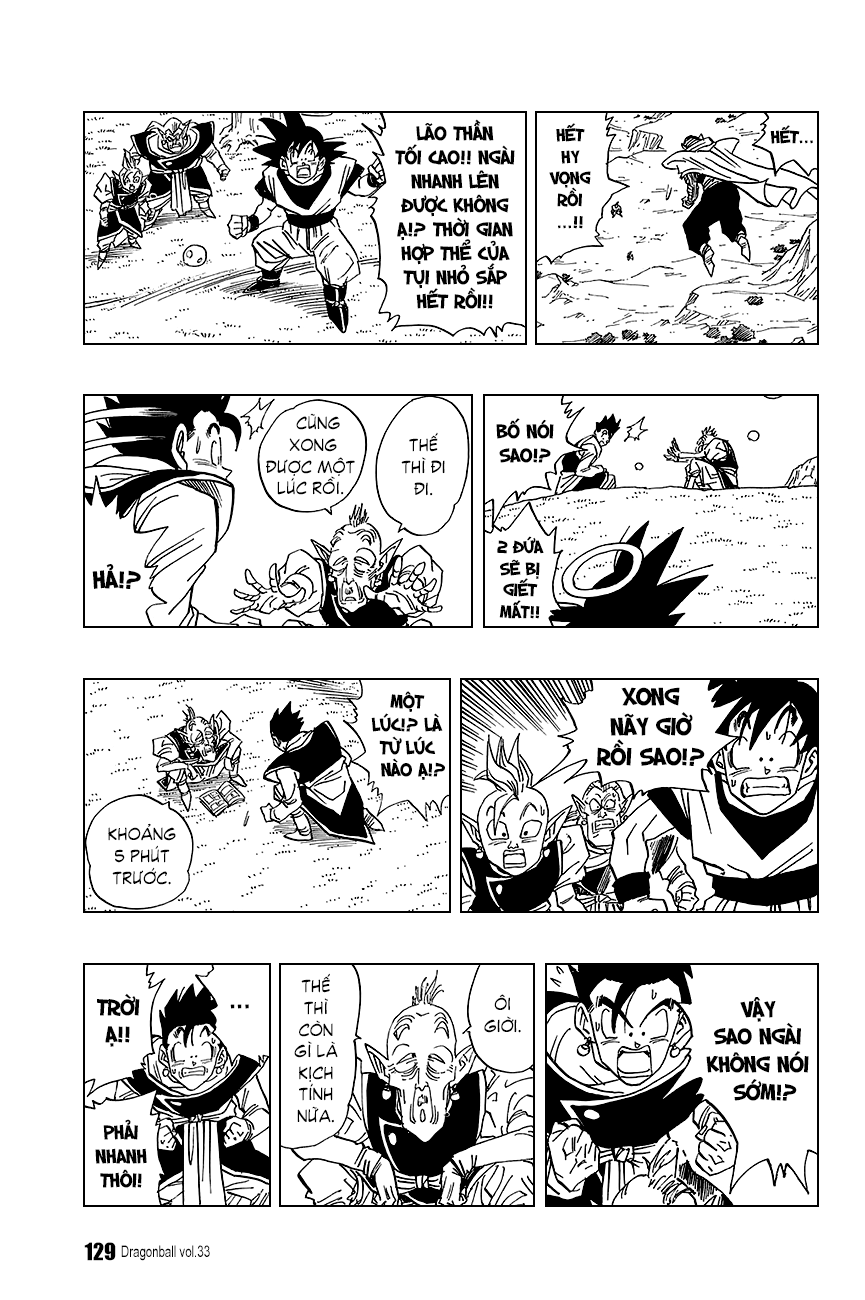 HẾT...
HẾT
HY
VỌNG
RỒI
...!!
LÃO THẦN
TỐI CAO!! NGÀI
NHANH LÊN
ĐƯỢC KHÔNG
Ạ!? THỜI GIAN
HỢP THỂ CỦA
TỤI NHỎ SẮP
HẾT RỒI!!
BỐ NÓI
SAO!?
2 ĐỨA
SẼ BỊ
GIẾT
MẤT!!
THẾ
THÌ ĐI
ĐI.
CŨNG
XONG
ĐƯỢC MỘT
LÚC RỒI.
HẢ!?
XONG
NÃY GIỜ
RỒI SAO!?
MỘT
LÚC!? LÀ
TỪ LÚC
NÀO Ạ!?
KHOẢNG
5 PHÚT
TRƯỚC.
VẬY
SAO NGÀI
KHÔNG NÓI
SỚM!?
ÔI
GIỜI.
THẾ
THÌ
CÒN
GÌ LÀ
KỊCH
TÍNH
NỮA.
...
TRỜI
Ạ!!
PHẢI
NHANH
THÔI!
129 Dragonball vol.33